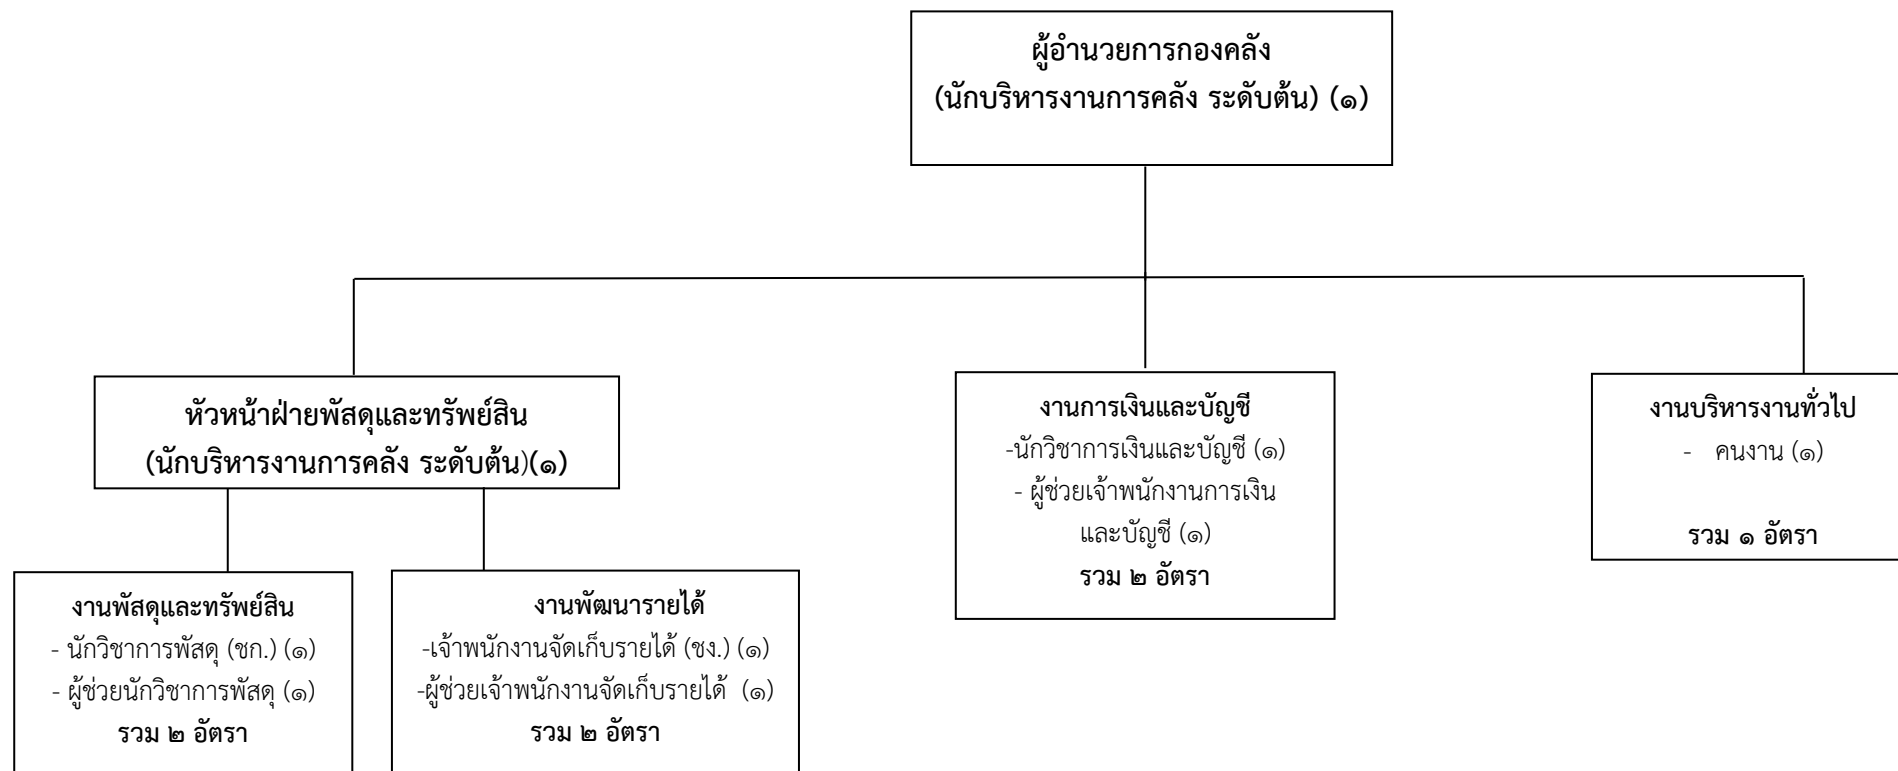 ผู้อำนวยการกองคลัง
(นักบริหารงานการคลัง ระดับต้น) (๑)
หัวหน้าฝ่ายพัสดุและทรัพย์สิน
(นักบริหารงานการคลัง ระดับต้น)(๑)
งานพัสดุและทรัพย์สิน
- นักวิชาการพัสดุ (ชก.) (๑)
- ผู้ช่วยนักวิชาการพัสดุ (๑)
รวม ๒ อัตรา
งานพัฒนารายได้
-เจ้าพนักงานจัดเก็บรายได้ (ชง.) (๑)
-ผู้ช่วยเจ้าพนักงานจัดเก็บรายได้ (๑)
รวม ๒ อัตรา
งานการเงินและบัญชี
-นักวิชาการเงินและบัญชี (๑)
- ผู้ช่วยเจ้าพนักงานการเงิน
และบัญชี (๑)
รวม ๒ อัตรา
งานบริหารงานทั่วไป
- คนงาน (๑)
รวม ๑ อัตรา